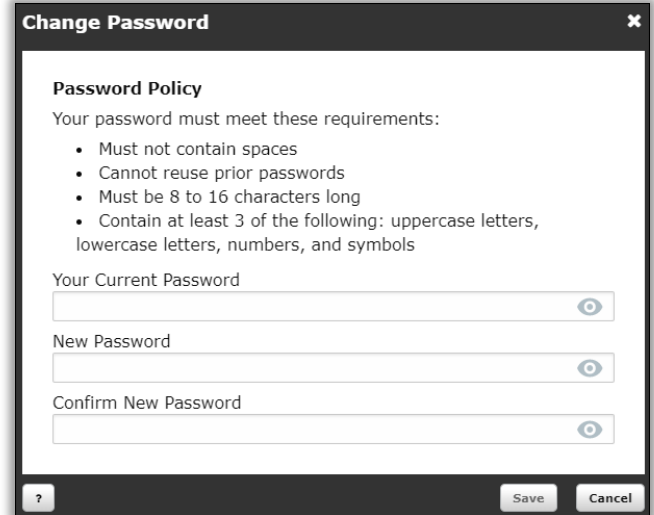 Change Password
Password Policy
Your password must meet these requirements:
• Must not contain spaces
• Cannot reuse prior passwords
• Must be 8 to 16 characters long
• Contain at least 3 of the following: uppercase letters,
lowercase letters, numbers, and symbols
Your Current Password
New Password
Confirm New Password
? Save Cancel